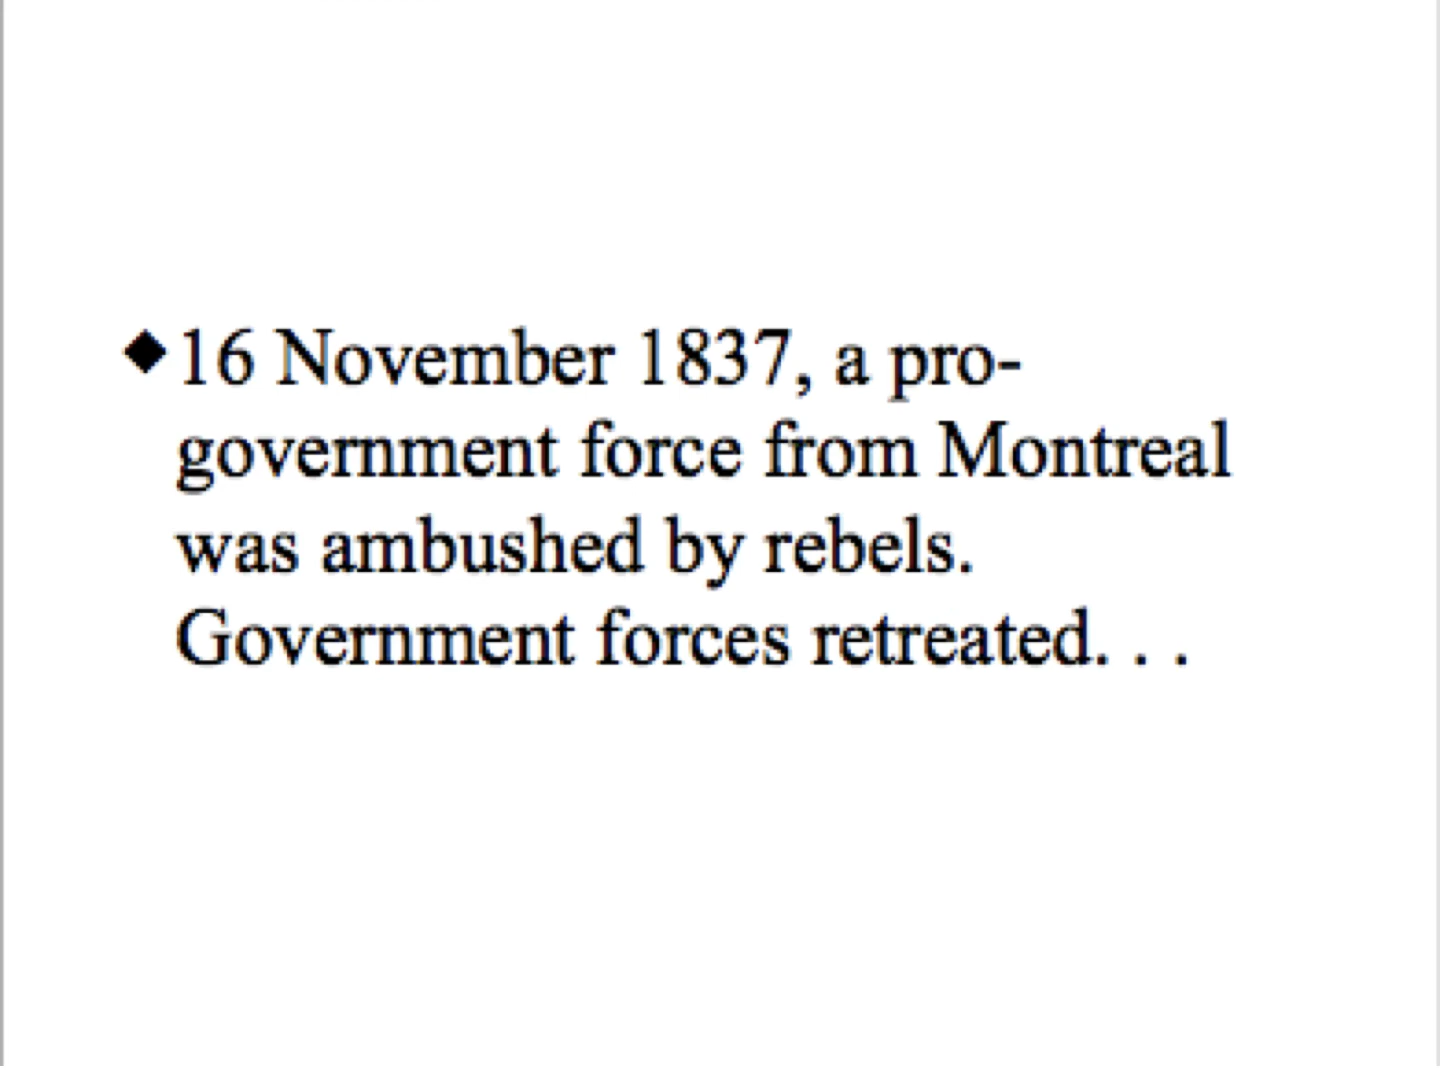 ◆16 November 1837, a pro-
government force from Montreal
was ambushed by rebels.
Government forces retreated. . .